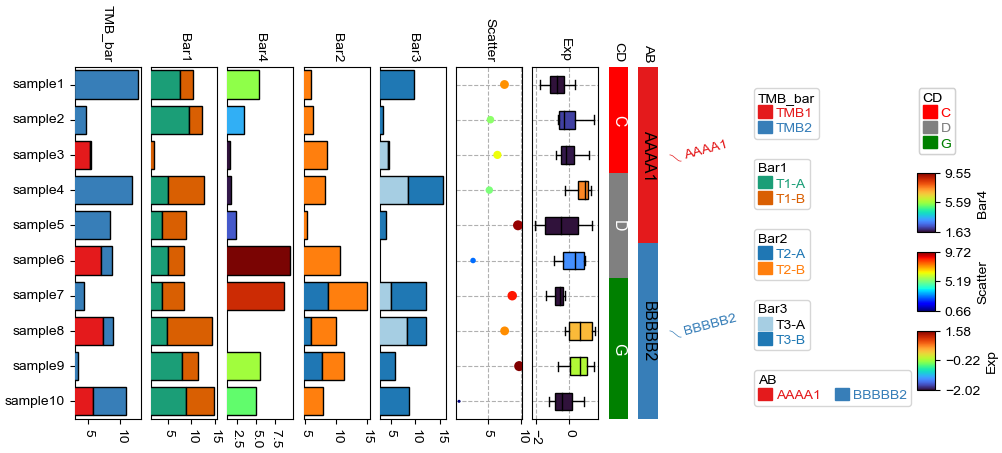 TMB_bar Bar1 Bar4 Bar2 Bar3 Scatter Exp CD AB
sample1
sample2
sample3
sample4
sample5
sample6
sample7
sample8
sample9
sample10
5 10 5 10 15 2.5 5.0 7.5 5 10 15 5 10 15 5 10 -2 0
C
D
G
AAAA1
BBBBB2
AAAA1
BBBBB2
TMB_bar
TMB1
TMB2
Bar1
T1-A
T1-B
Bar2
T2-A
T2-B
Bar3
T3-A
T3-B
AB
AAAA1 BBBBB2
CD
C
D
G
9.55
5.59
1.63
Bar4
9.72
5.19
0.66
Scatter
1.58
-0.22
-2.02
Exp